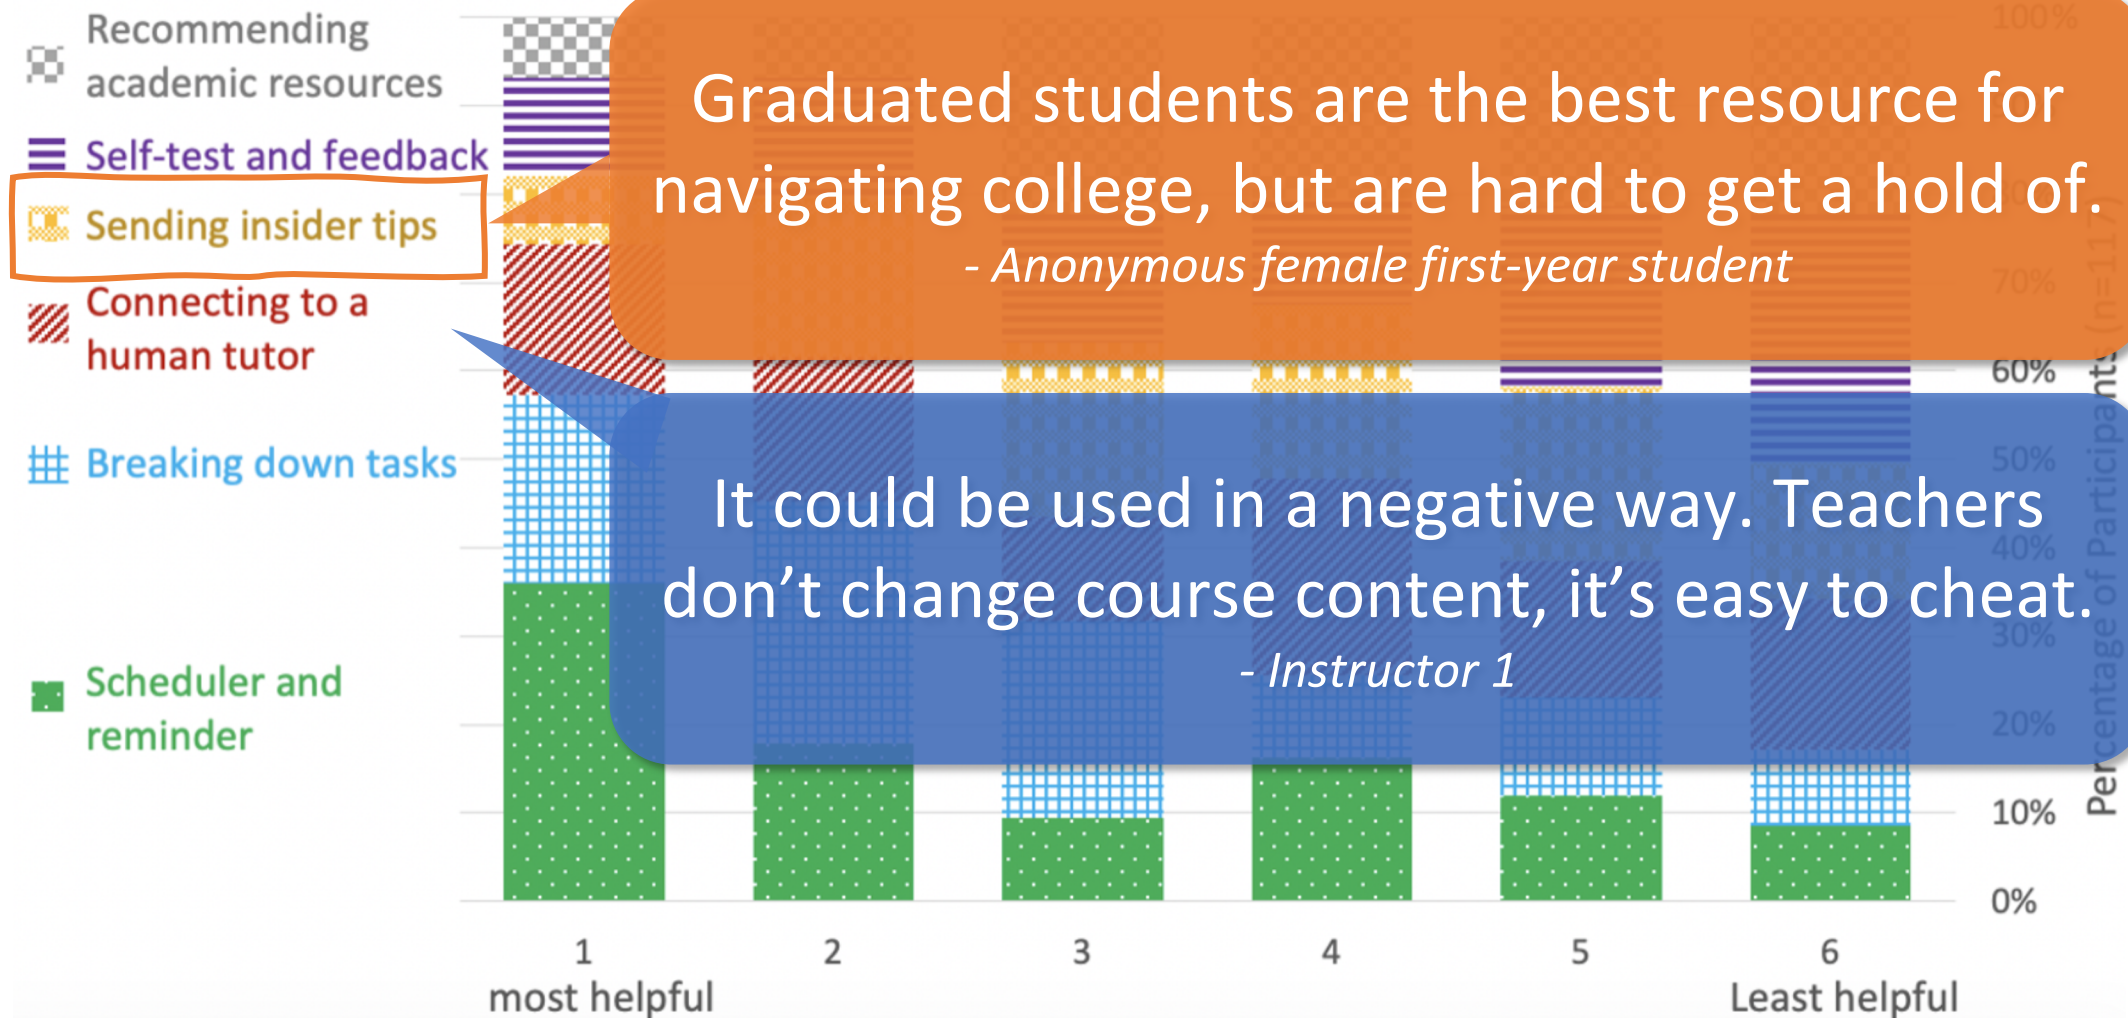 Recommending
academic resources
Self-test and feedback
Sending insider tips
Connecting to a
human tutor
Breaking down tasks
Scheduler and
reminder
Graduated students are the best resource for
navigating college, but are hard to get a hold of.
- Anonymous female first-year student
It could be used in a negative way. Teachers
don’t change course content, it’s easy to cheat.
- Instructor 1
100%
70%
60%
50%
40%
30%
20%
10%
0%
Percentage of Participants (n=117)
1
2
3
4
5
6
most helpful
Least helpful